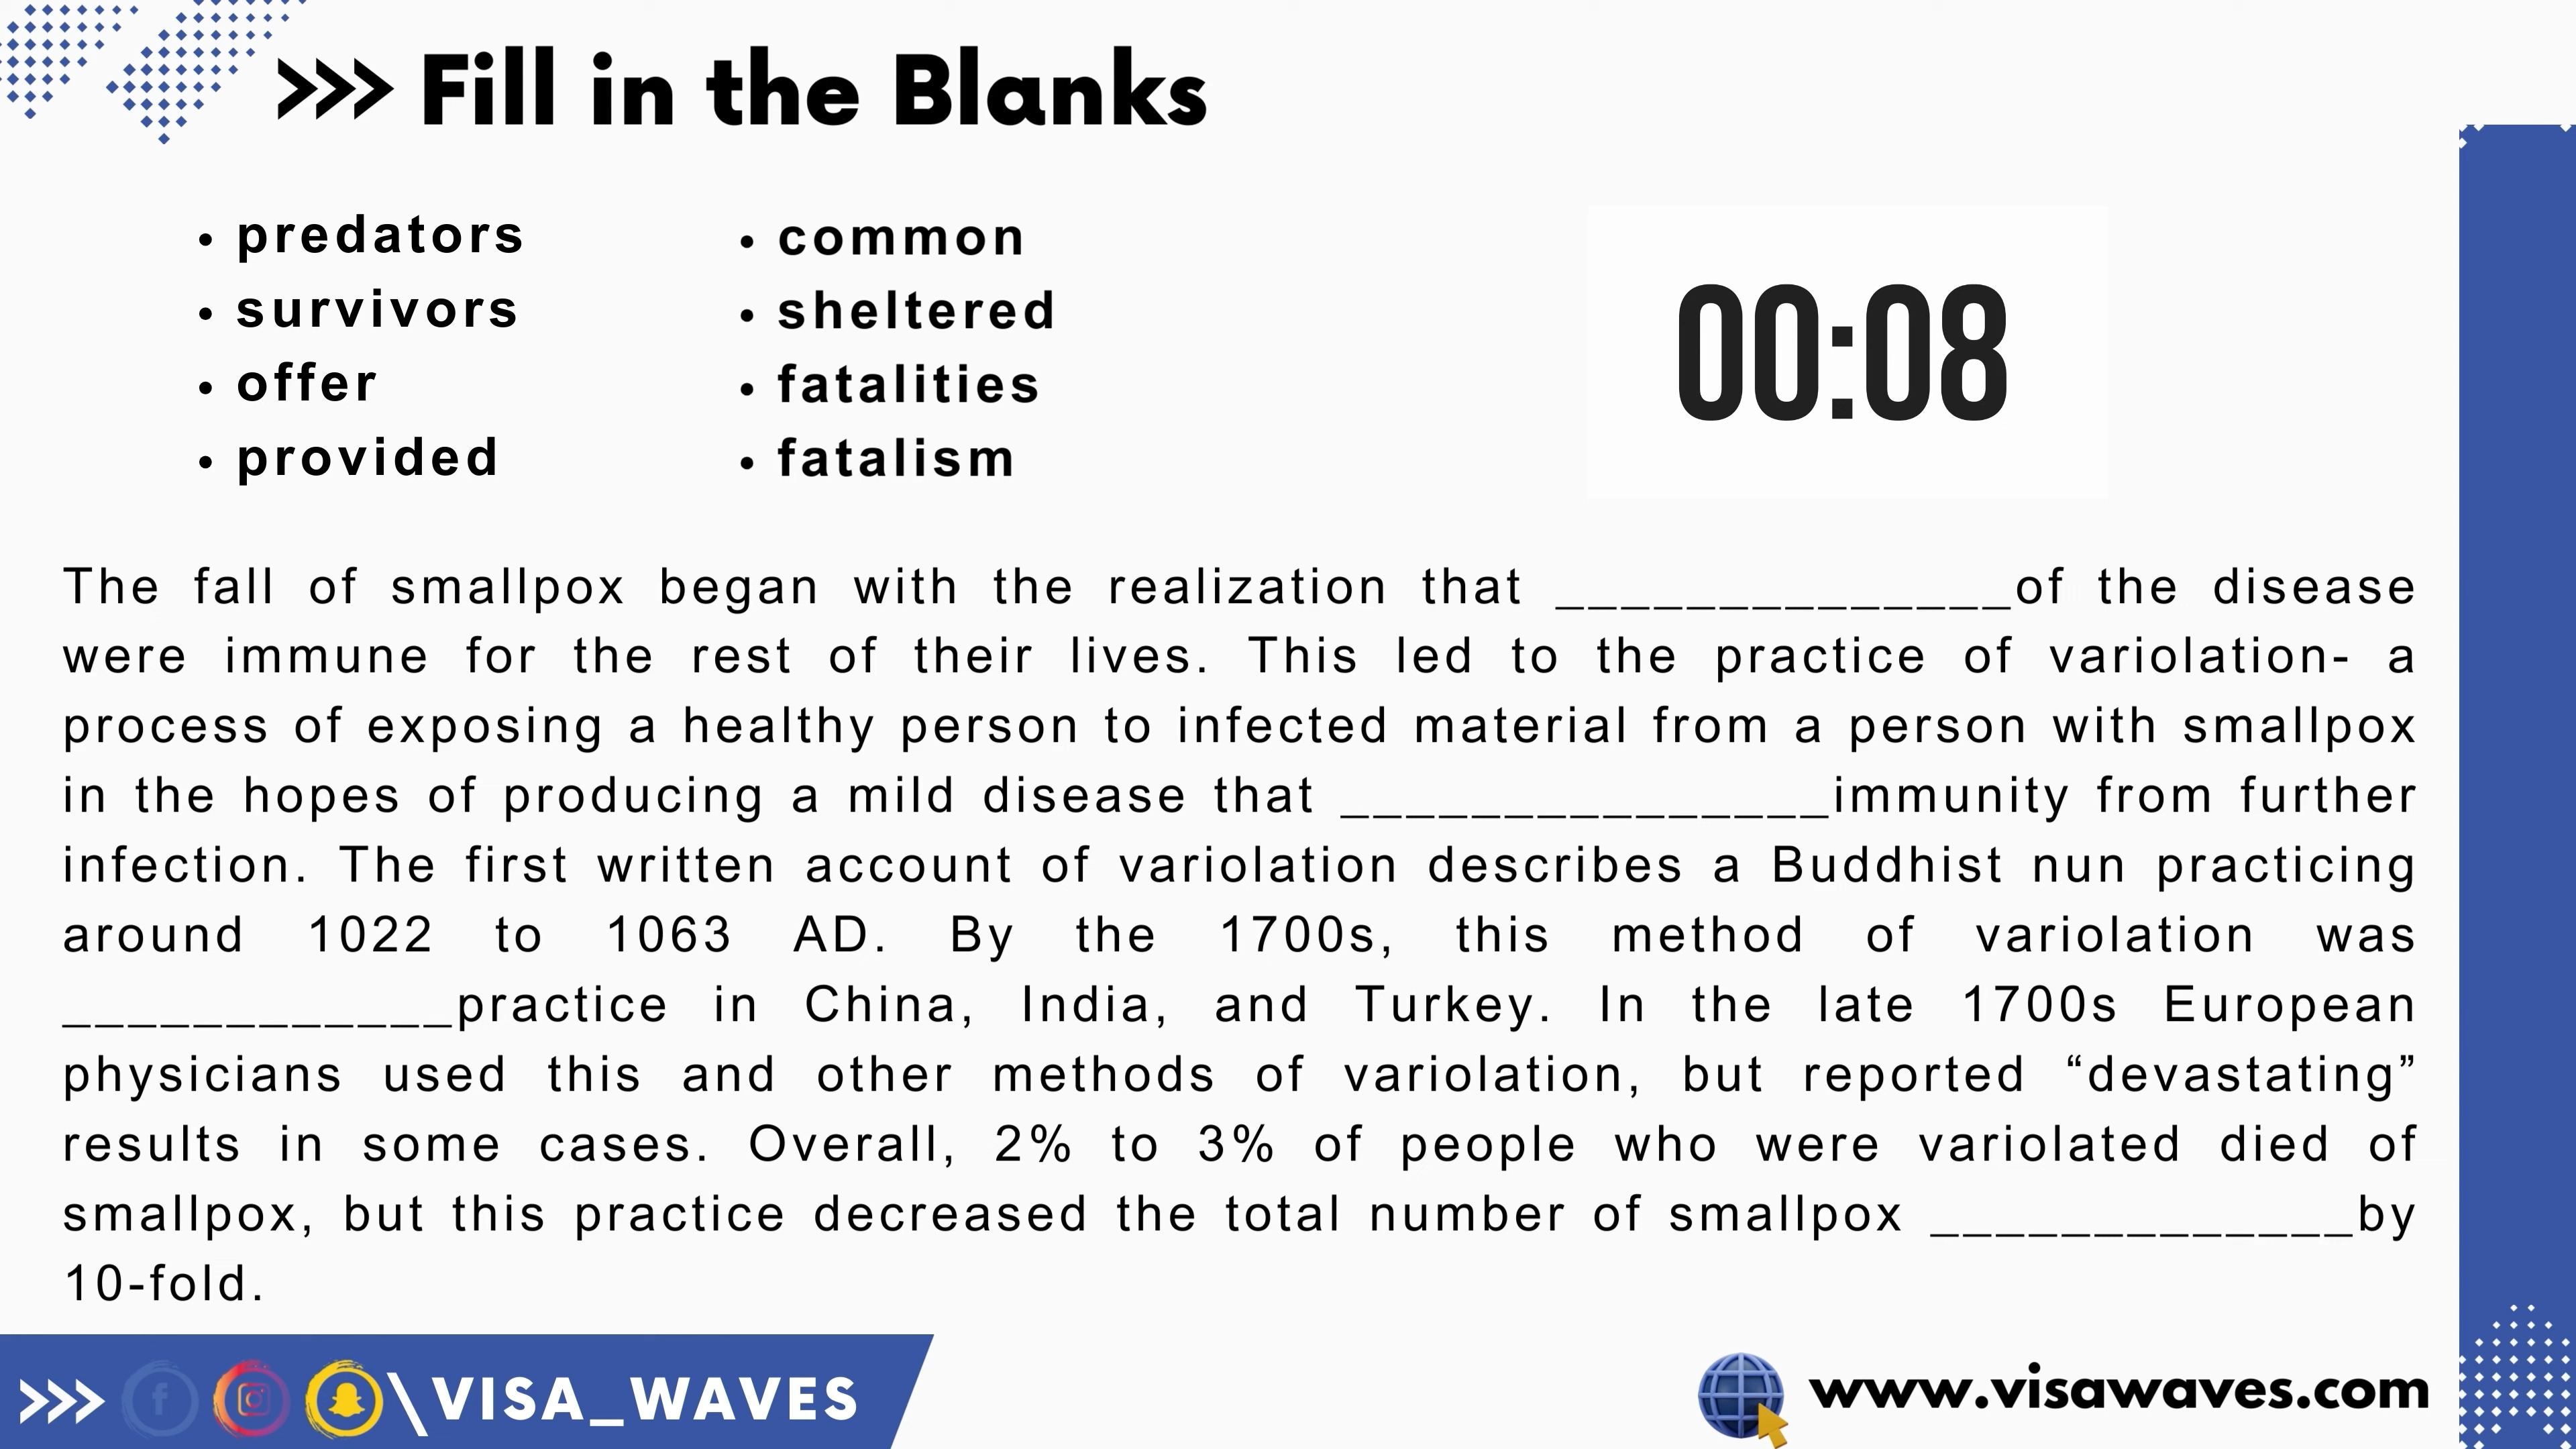 >>> Fill in the Blanks
• predators
• survivors
• offer
• provided
• common
• sheltered
• fatalities
• fatalism
00:08
The fall of smallpox began with the realization that ______________of the disease
were immune for the rest of their lives. This led to the practice of variolation- a
process of exposing a healthy person to infected material from a person with smallpox
in the hopes of producing a mild disease that _______________immunity from further
infection. The first written account of variolation describes a Buddhist nun practicing
around 1022 to 1063 AD. By the 1700s, this method of variolation was
____________practice in China, India, and Turkey. In the late 1700s European
physicians used this and other methods of variolation, but reported “devastating”
results in some cases. Overall, 2% to 3% of people who were variolated died of
smallpox, but this practice decreased the total number of smallpox _____________by
10-fold.
>>> \VISA_WAVES
www.visawaves.com